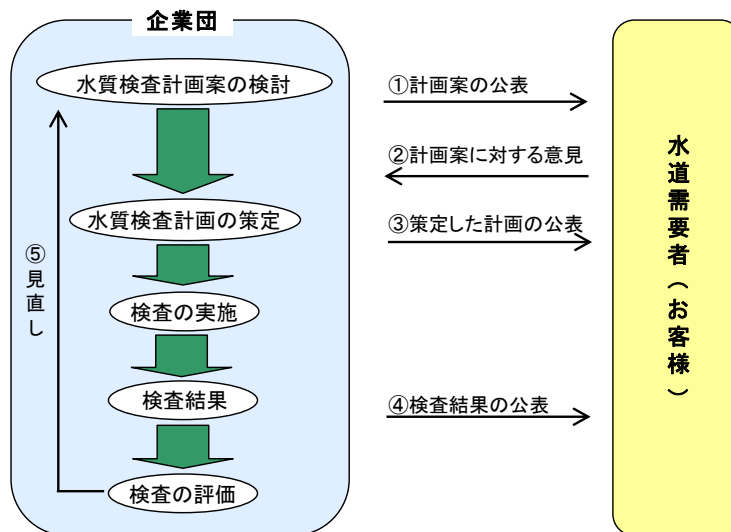 企業団
水質検査計画案の検討
①計画案の公表
②計画案に対する意見
水質検査計画の策定
③策定した計画の公表
⑤見直し
検査の実施
検査結果
④検査結果の公表
検査の評価
水道需要者(お客様)